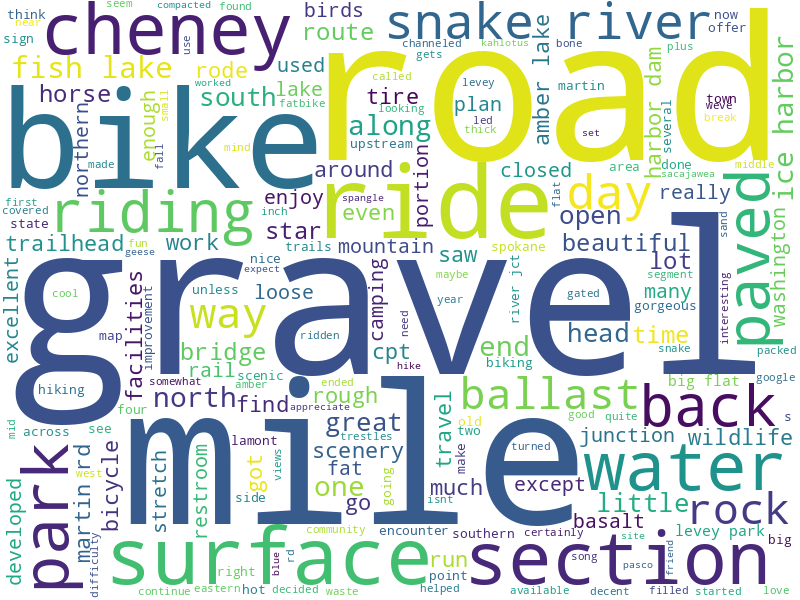 compacted
found
seem
think
near
sign
cheney
birds
route
snake river
now
offer
use
channeled
kahlotus
bone
plus
gets
fish lake
rode
used
road
called
levey
martin
town
weve
break
horse
south
lake
tire
worked
fatbike
looking
plan
amber lake
harbor dam
several
ice harbor
bike
small
mind
along
led
thick
set
upstream
northern
enough
fall
made
around
portion
closed
area
done
sacajawea
middle
first
covered
state
riding
enjoy
spangle
ride
flat
day
really
washington
inch
even
star
open
paved
trailhead
fun
geese
work
trails
mountain
saw
spokane
beautiful
lot
sand
excellent
nice
expect
maybe
segment
many
interesting
cool
unless
loose
camping
year
river jct
gated
gorgeous
gravel
map
improvement
facilities
way
ridden
need
head
time
snake
packed
bridge
scenic
cpt
end
biking
google
hiking
rail
somewhat
amber
hike
rough
ballast
big flat
back
s
four
north
find
ended
appreciate
great
travel
old
good
quite
mid
across
see
lamont
trestles
two
turned
junction
wildlife
park
west
difficulty
martin rd
bicycle
stretch
restroom
got
side
views
scenery
fat
going
make
isnt
mile
water
developed
one
go
much
except
little
rock
basalt
community
encounter
southern
certainly
levey park
big
surface
run
point
song
site
section
pasco
friend
right
blue
rd
continue
eastern
hot
decided
waste
helped
available
decent
filled
started
love